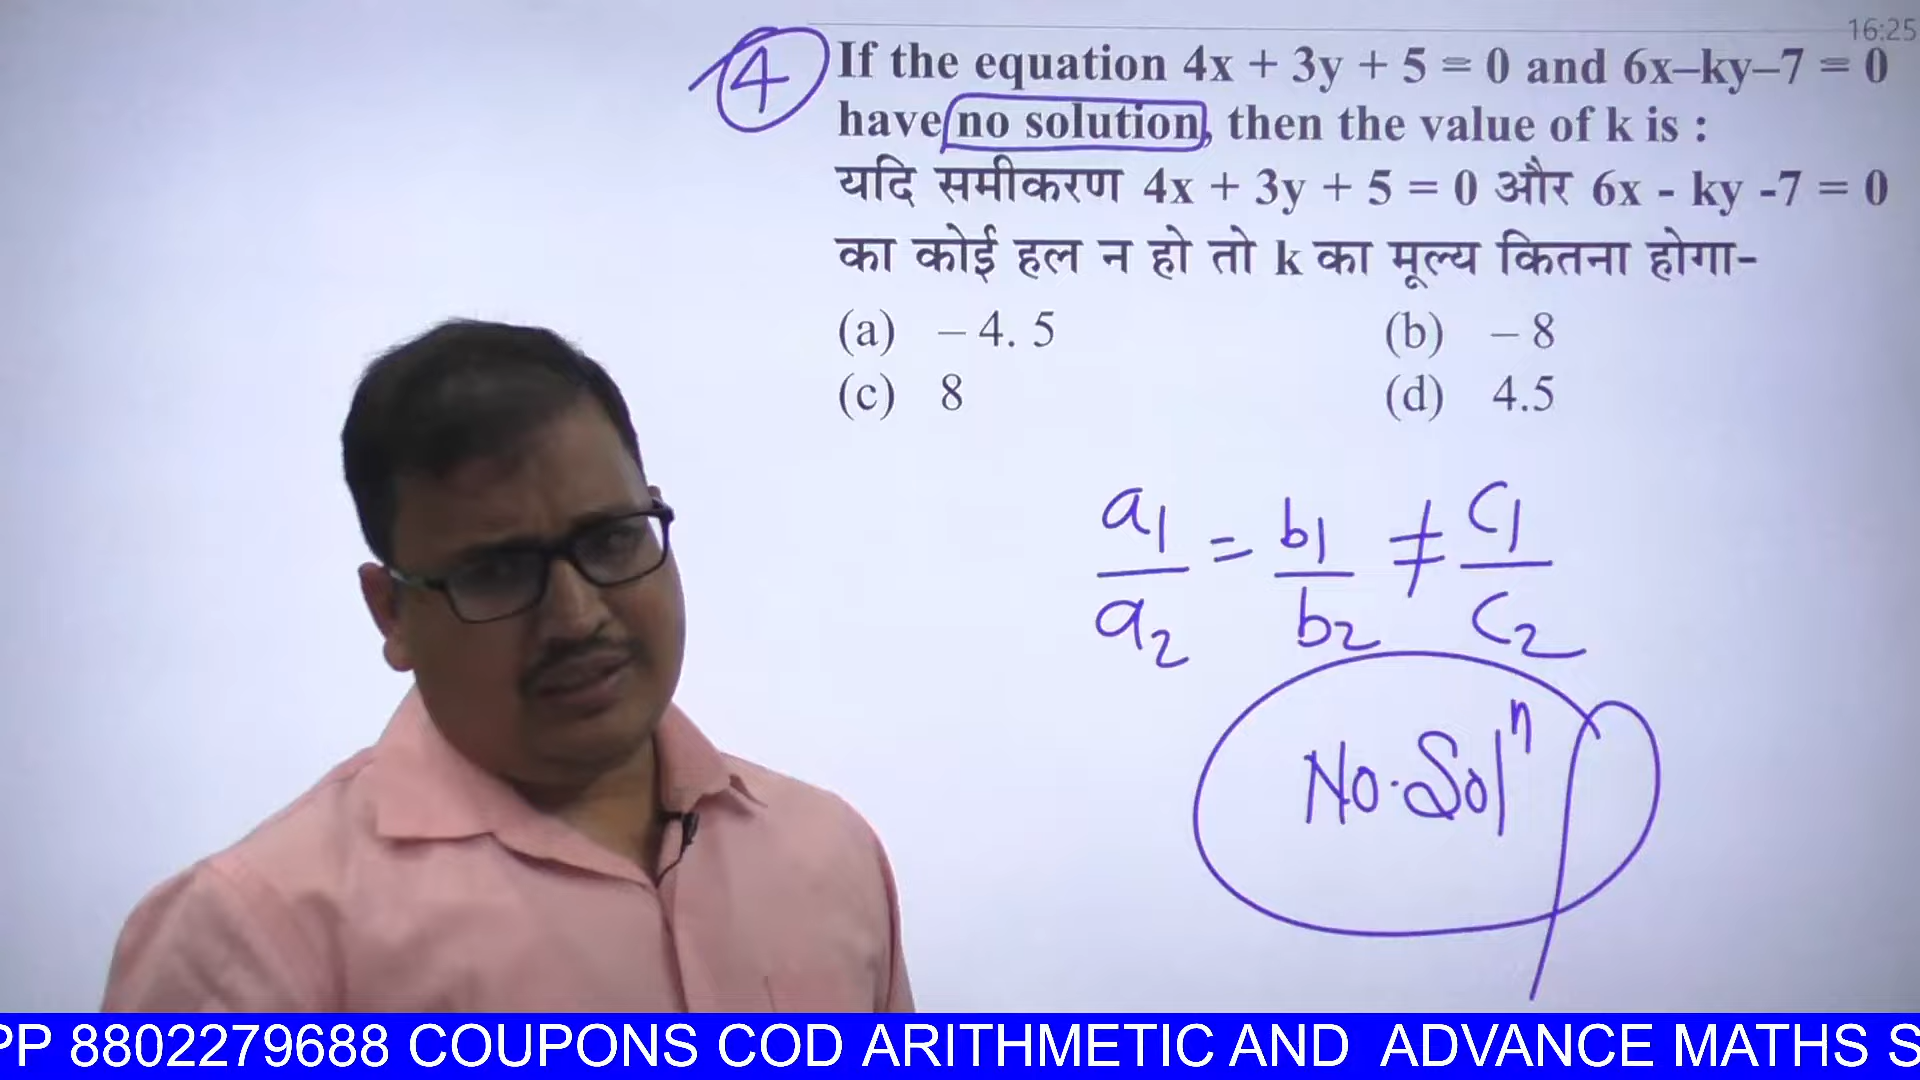 16:25
4 If the equation 4x + 3y + 5 = 0 and 6x–ky–7 = 0
have no solution, then the value of k is :
यदि समीकरण 4x + 3y + 5 = 0 और 6x - ky -7 = 0
का कोई हल न हो तो k का मूल्य कितना होगा-
(a) – 4. 5 (b) – 8
(c) 8 (d) 4.5
a1/a2 = b1/b2 ≠ c1/c2
No. Solⁿ
PP 8802279688 COUPONS COD ARITHMETIC AND ADVANCE MATHS S